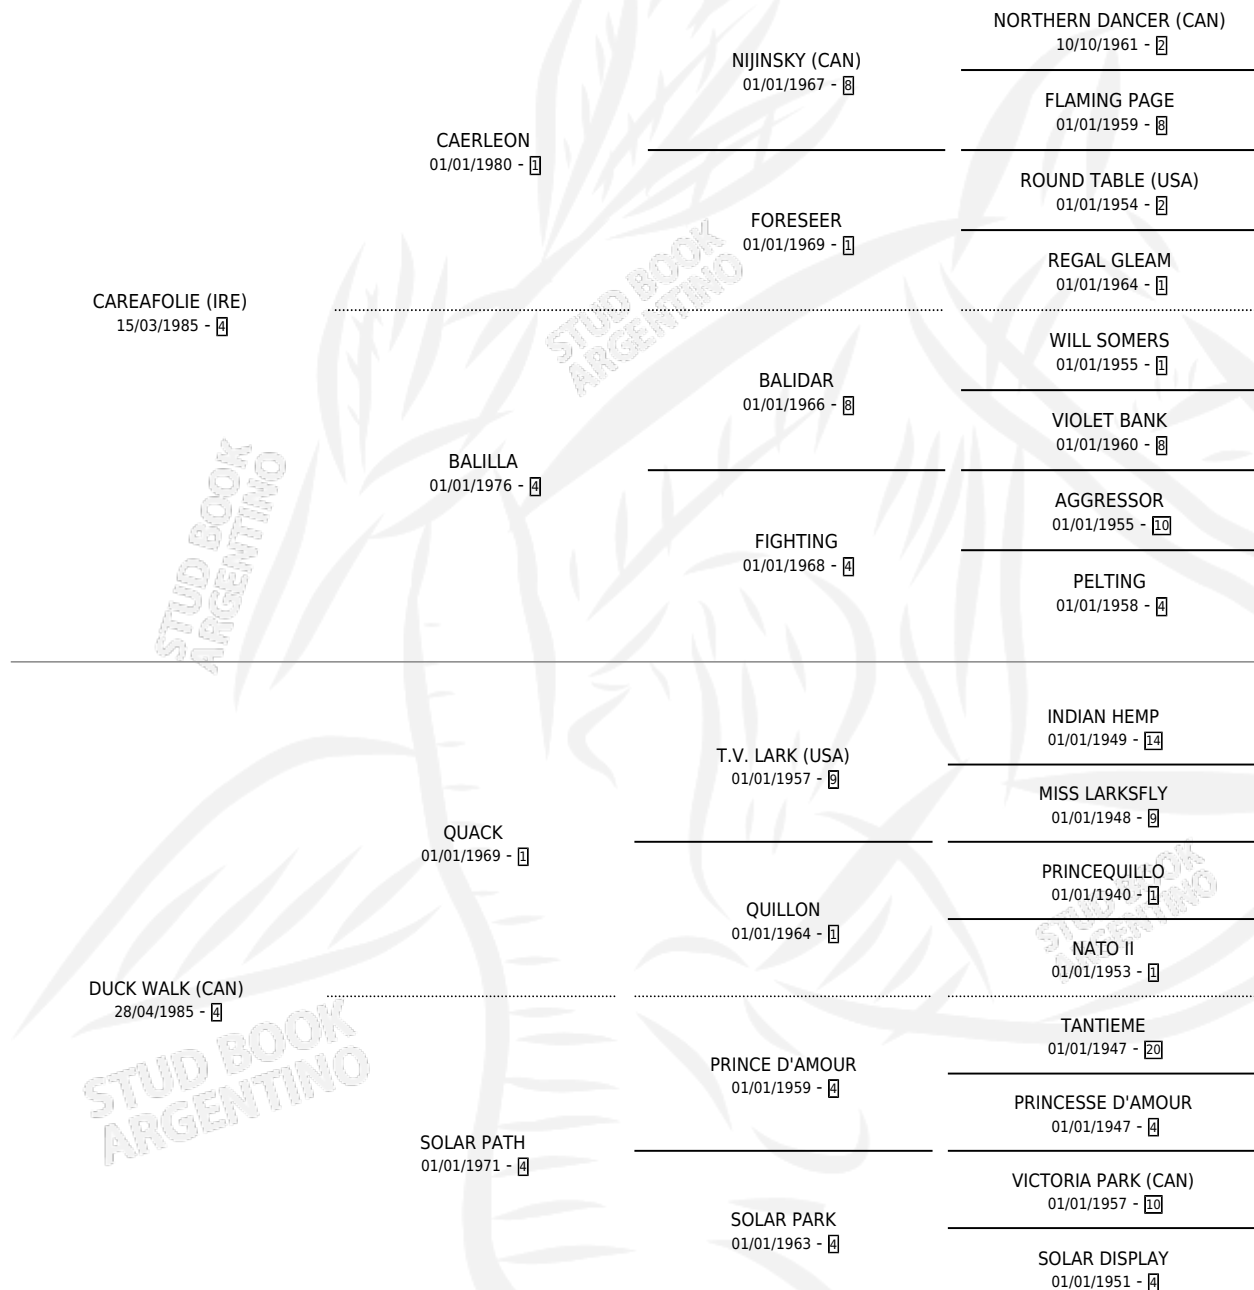 NORTHERN DANCER (CAN)
10/10/1961 - 2
NIJINSKY (CAN)
01/01/1967 - 8
FLAMING PAGE
01/01/1959 - 8
CAERLEON
01/01/1980 - 1
ROUND TABLE (USA)
01/01/1954 - 2
FORESEER
01/01/1969 - 1
REGAL GLEAM
01/01/1964 - 1
CAREAFOLIE (IRE)
15/03/1985 - 4
WILL SOMERS
01/01/1955 - 1
BALIDAR
01/01/1966 - 8
VIOLET BANK
01/01/1960 - 8
BALILLA
01/01/1976 - 4
AGGRESSOR
01/01/1955 - 10
FIGHTING
01/01/1968 - 4
PELTING
01/01/1958 - 4
INDIAN HEMP
01/01/1949 - 14
T.V. LARK (USA)
01/01/1957 - 9
MISS LARKSFLY
01/01/1948 - 9
QUACK
01/01/1969 - 1
PRINCEQUILLO
01/01/1940 - 1
QUILLON
01/01/1964 - 1
NATO II
01/01/1953 - 1
DUCK WALK (CAN)
28/04/1985 - 4
TANTIEME
01/01/1947 - 20
PRINCE D'AMOUR
01/01/1959 - 4
PRINCESSE D'AMOUR
01/01/1947 - 4
SOLAR PATH
01/01/1971 - 4
VICTORIA PARK (CAN)
01/01/1957 - 10
SOLAR PARK
01/01/1963 - 4
SOLAR DISPLAY
01/01/1951 - 4
STUD BOOK
ARGENTINO
STUD BOOK
ARGENTINO
STUD BOOK
ARGENTINO
STUD BOOK
ARGENTINO